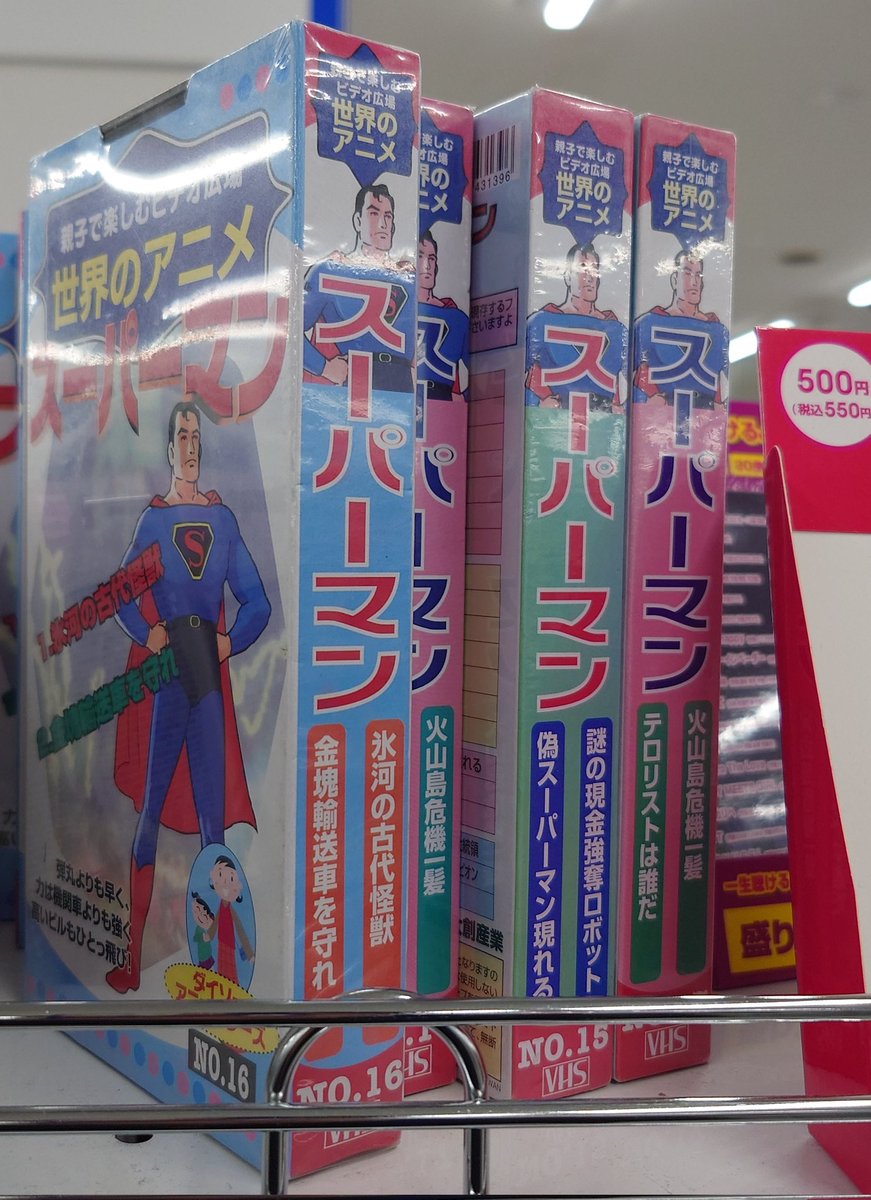 親子で楽しむビデオ広場
世界のアニメ
スーパーマン
1.氷河の古代怪獣
2.金塊輸送車を守れ
弾丸よりも早く、
力は機関車よりも強く、
高いビルもひとっ飛び!
NO.16
親子で楽しむ
ビデオ広場
世界の
アニメ
スーパーマン
氷河の古代怪獣
金塊輸送車を守れ
NO.16
VHS
スーパーマン
火山島危機一髪
431396
親子で楽しむ
ビデオ広場
世界の
アニメ
スーパーマン
謎の現金強奪ロボット
偽スーパーマン現れる
NO.15
VHS
親子で楽しむ
ビデオ広場
世界の
アニメ
スーパーマン
火山島危機一髪
テロリストは誰だ
VHS
500円
(税込550円
一生聴ける
盛り